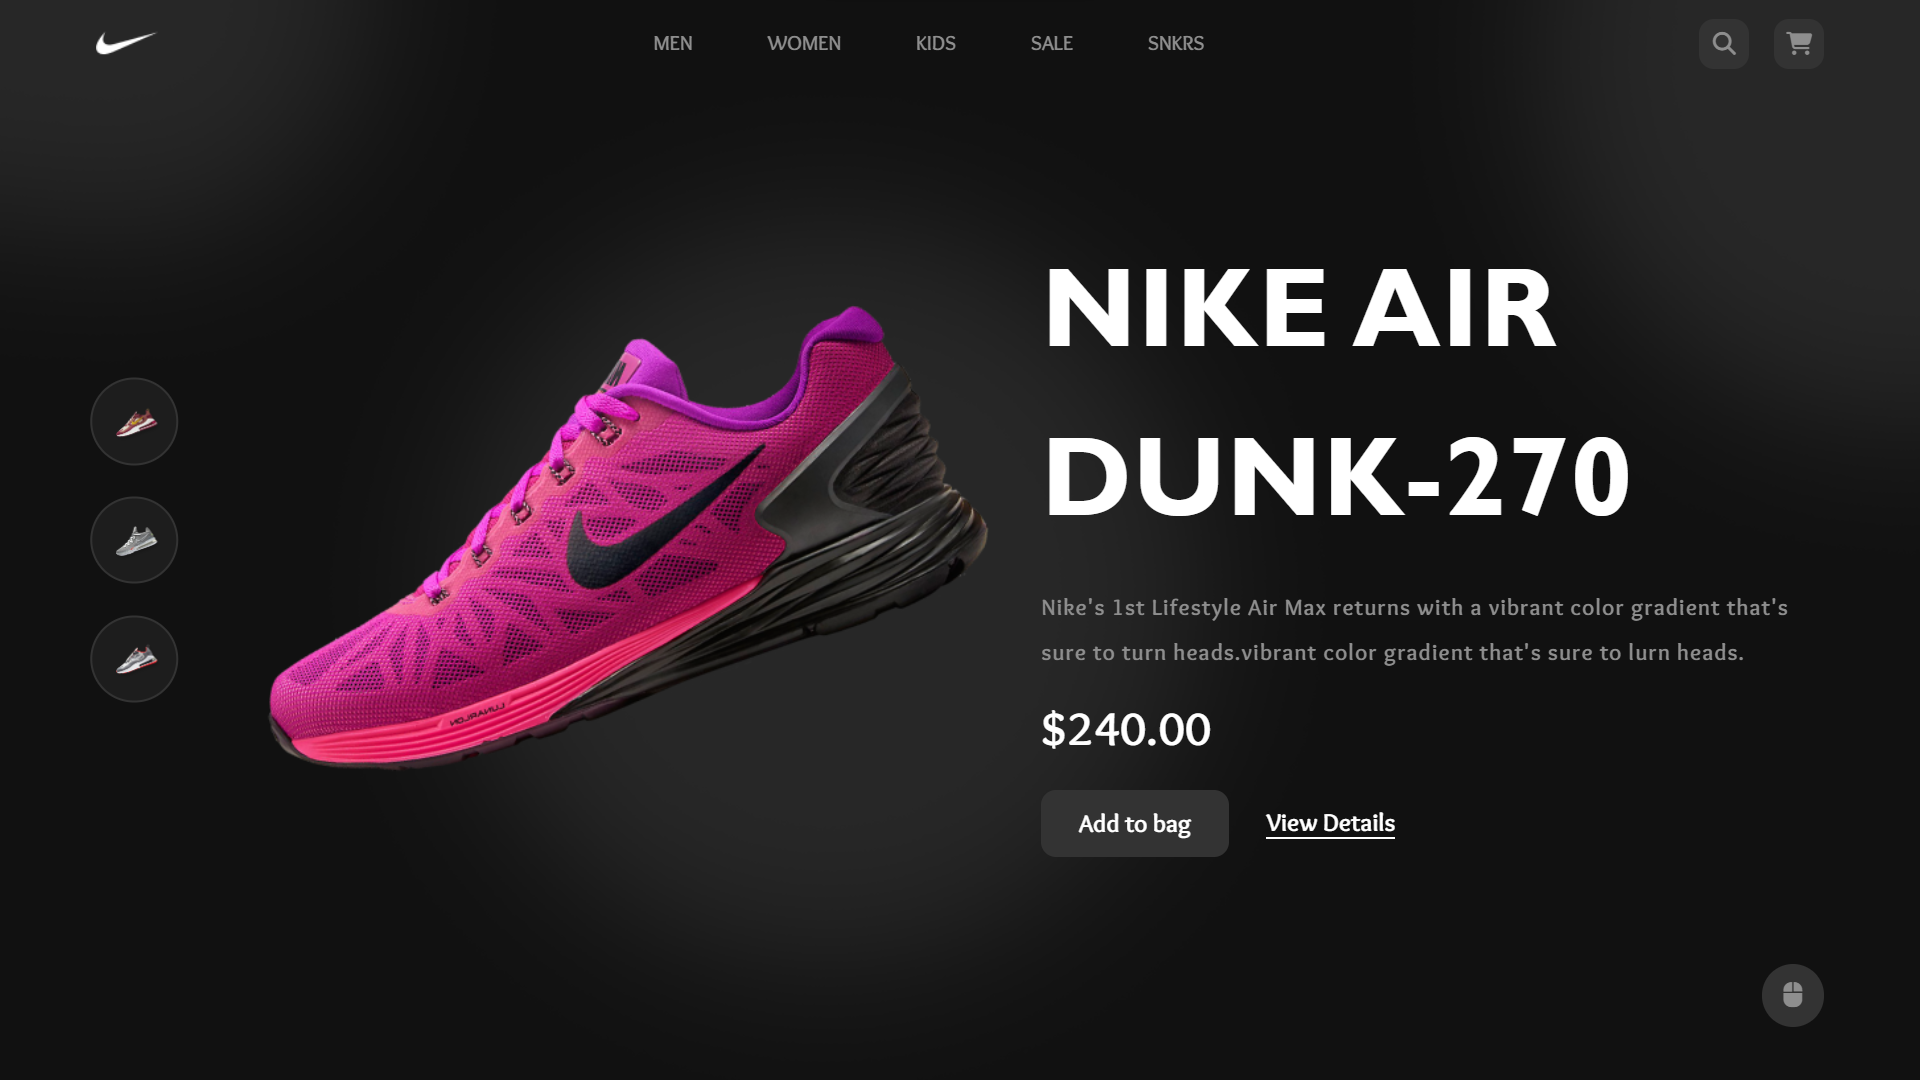 MEN WOMEN KIDS SALE SNKRS
NIKE AIR
DUNK-270
Nike's 1st Lifestyle Air Max returns with a vibrant color gradient that's
sure to turn heads.vibrant color gradient that's sure to lurn heads.
$240.00
Add to bag View Details